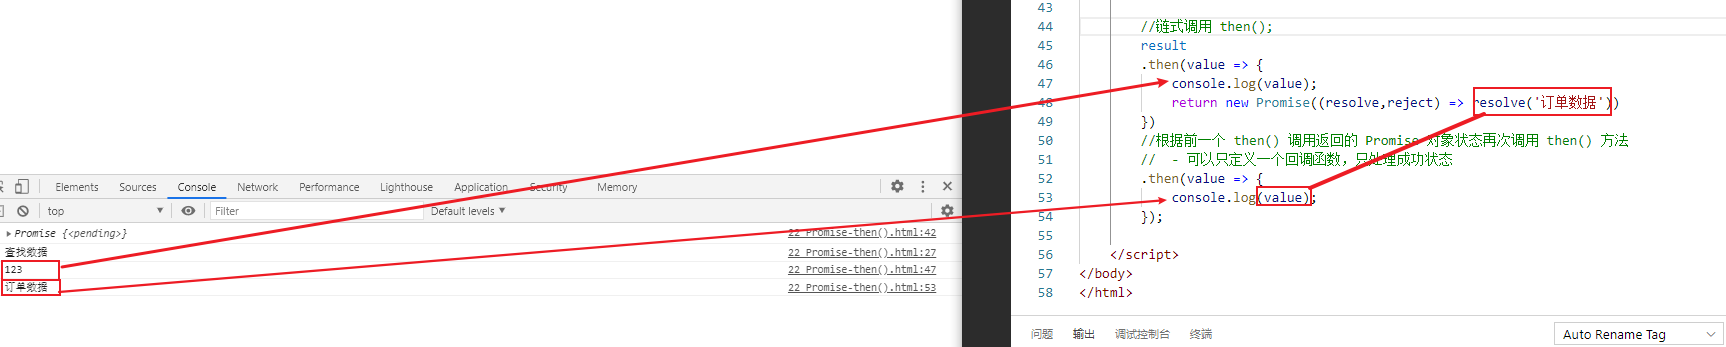 Elements Sources Console Network Performance Lighthouse Application Security Memory
top Filter Default levels
Promise {<pending>} 22 Promise-then().html:42
查找数据 22 Promise-then().html:27
123 22 Promise-then().html:47
订单数据 22 Promise-then().html:53
43
44 //链式调用 then();
45 result
46 .then(value => {
47 console.log(value);
48 return new Promise((resolve,reject) => resolve('订单数据'))
49 })
50 //根据前一个 then() 调用返回的 Promise 对象状态再次调用 then() 方法
51 // - 可以只定义一个回调函数，只处理成功状态
52 .then(value => {
53 console.log(value);
54 });
55
56 </script>
57 </body>
58 </html>
问题 输出 调试控制台 终端 Auto Rename Tag